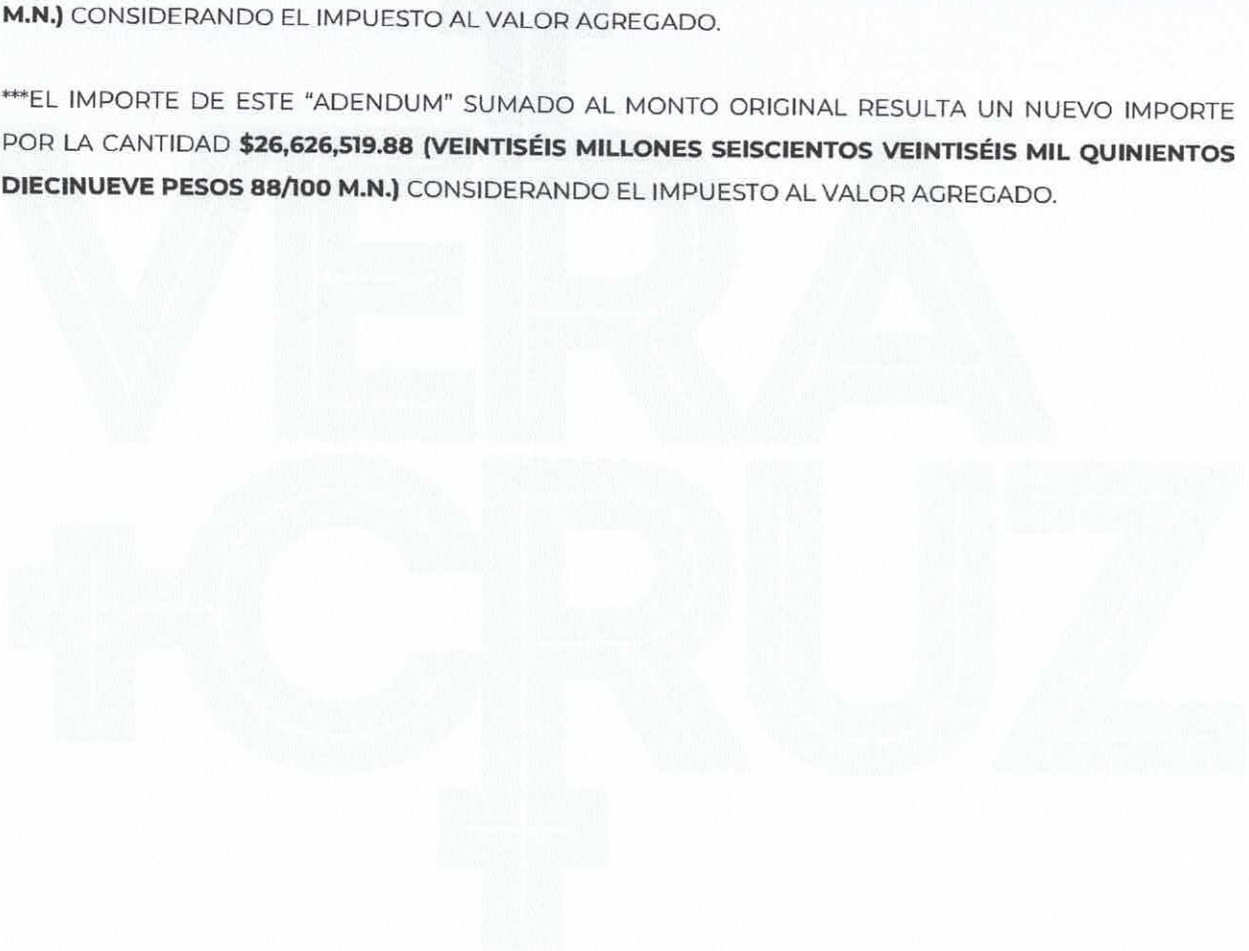 M.N.) CONSIDERANDO EL IMPUESTO AL VALOR AGREGADO.
***EL IMPORTE DE ESTE “ADENDUM” SUMADO AL MONTO ORIGINAL RESULTA UN NUEVO IMPORTE
POR LA CANTIDAD $26,626,519.88 (VEINTISÉIS MILLONES SEISCIENTOS VEINTISÉIS MIL QUINIENTOS
DIECINUEVE PESOS 88/100 M.N.) CONSIDERANDO EL IMPUESTO AL VALOR AGREGADO.
VERA
CRUZ